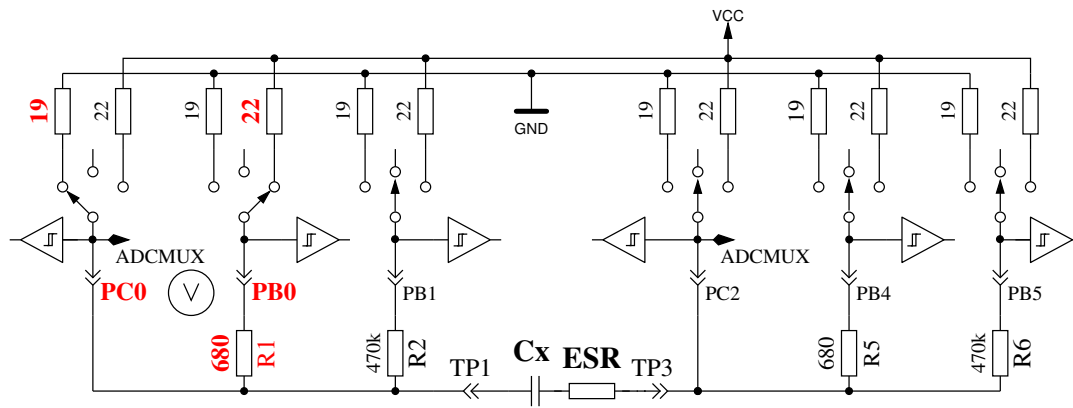 VCC
19
22
19
22
19
22
GND
19
22
19
22
19
22
ADCMUX
ADCMUX
PC0
V
PB0
PB1
PC2
PB4
PB5
680
R1
470k
R2
680
R5
470k
R6
TP1
Cx
ESR
TP3